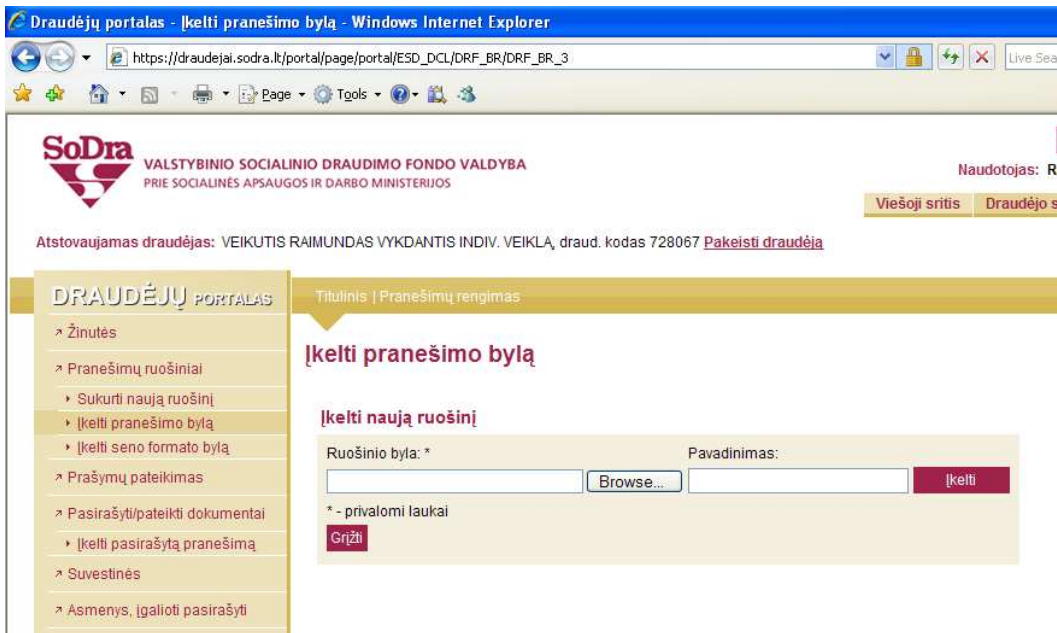 Draudėjų portalas - Įkelti pranešimo bylą - Windows Internet Explorer
https://draudejai.sodra.lt/portal/page/portal/ESD_DCL/DRF_BR/DRF_BR_3
Live Sea
Page Tools
SoDra
VALSTYBINIO SOCIALINIO DRAUDIMO FONDO VALDYBA
PRIE SOCIALINĖS APSAUGOS IR DARBO MINISTERIJOS
Naudotojas: R
Viešoji sritis Draudėjo s
Atstovaujamas draudėjas: VEIKUTIS RAIMUNDAS VYKDANTIS INDIV. VEIKLĄ, draud. kodas 728067 Pakeisti draudėją
DRAUDĖJŲ PORTALAS
Titulinis | Pranešimų rengimas
Žinutės
Pranešimų ruošiniai
Sukurti naują ruošinį
Įkelti pranešimo bylą
Įkelti seno formato bylą
Prašymų pateikimas
Pasirašyti/pateikti dokumentai
Įkelti pasirašytą pranešimą
Suvestinės
Asmenys, įgalioti pasirašyti
Įkelti pranešimo bylą
Įkelti naują ruošinį
Ruošinio byla: * Pavadinimas:
Browse... Įkelti
* - privalomi laukai
Grįžti